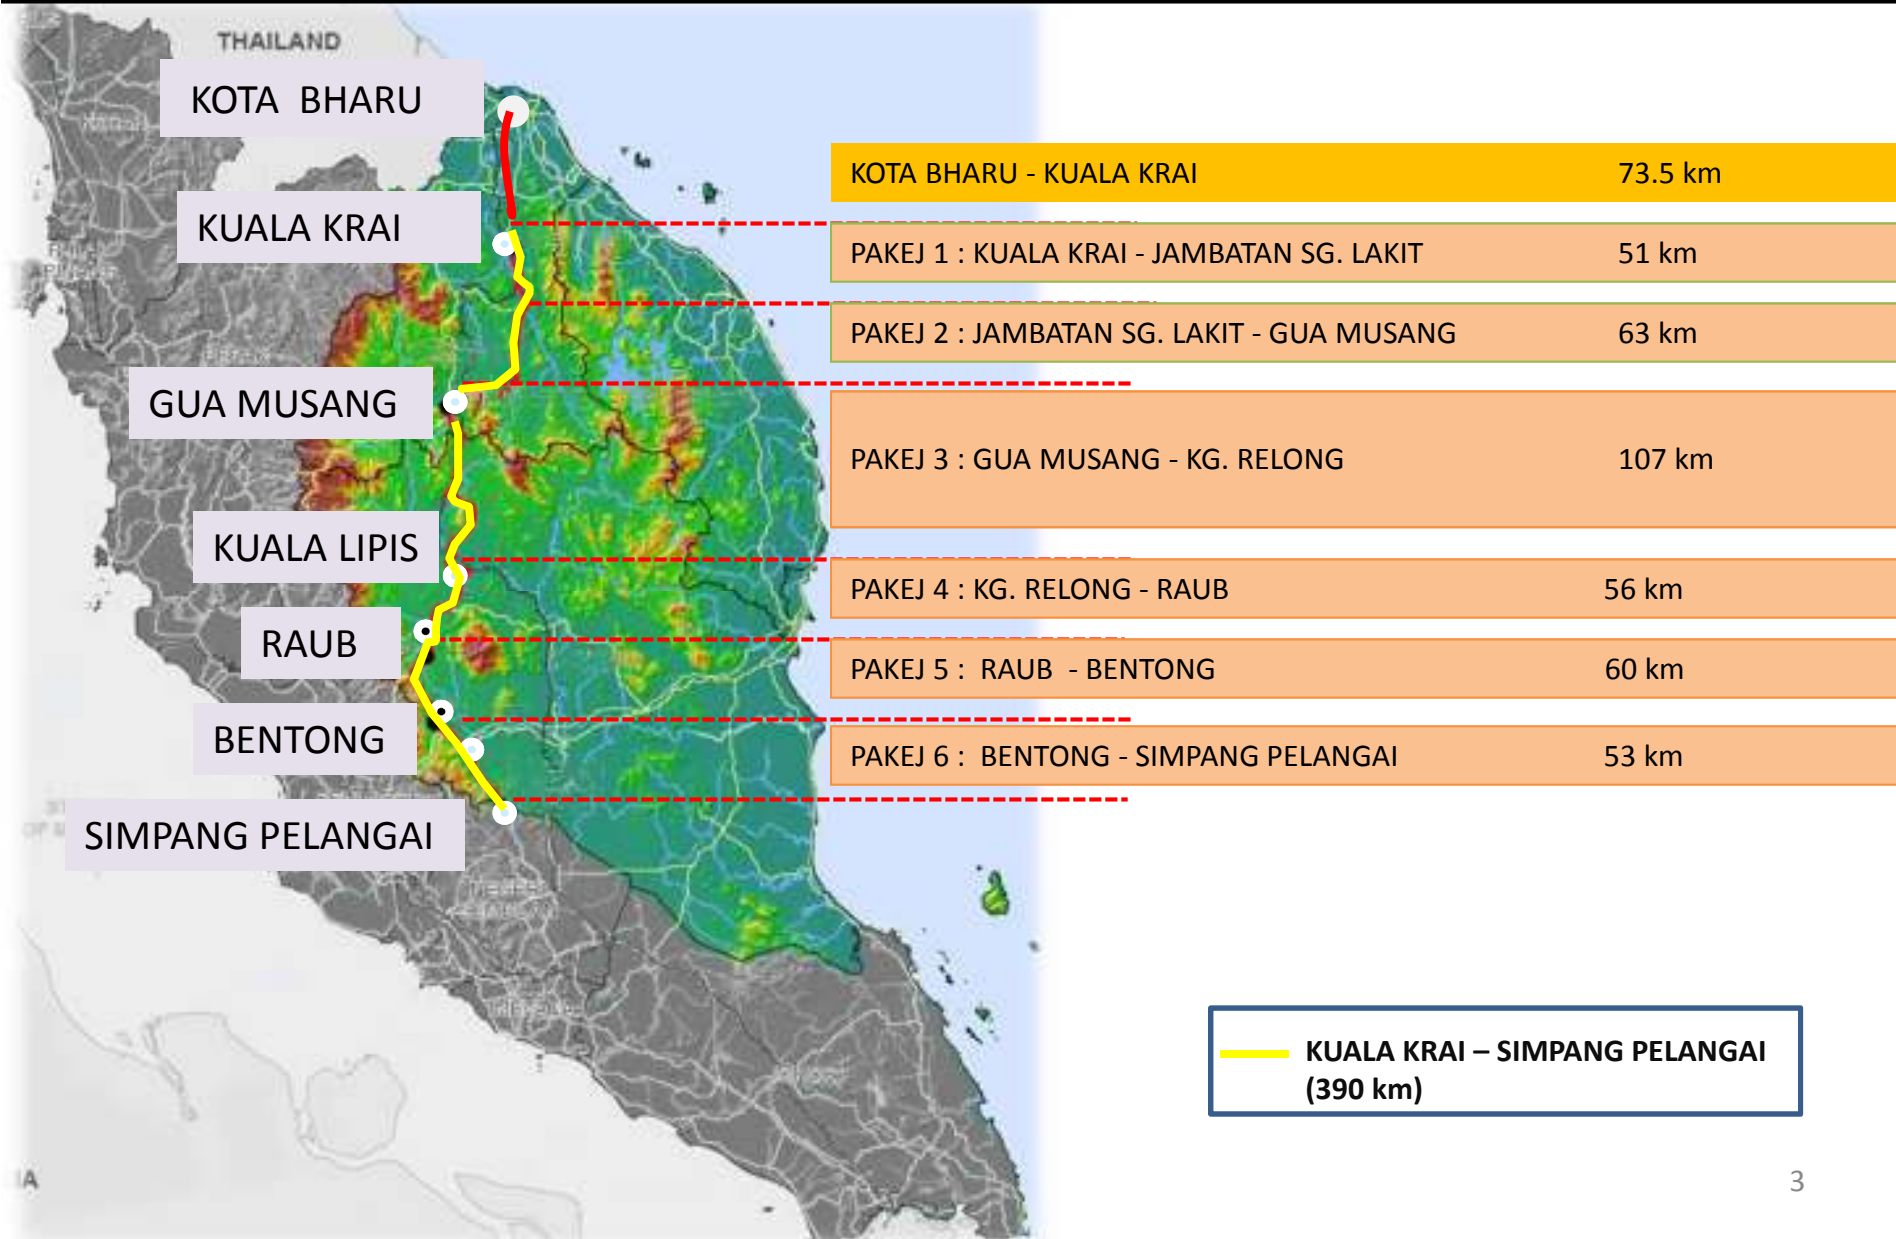 THAILAND
KOTA BHARU
KUALA KRAI
GUA MUSANG
KUALA LIPIS
RAUB
BENTONG
SIMPANG PELANGAI
KOTA BHARU - KUALA KRAI 73.5 km
PAKEJ 1 : KUALA KRAI - JAMBATAN SG. LAKIT 51 km
PAKEJ 2 : JAMBATAN SG. LAKIT - GUA MUSANG 63 km
PAKEJ 3 : GUA MUSANG - KG. RELONG 107 km
PAKEJ 4 : KG. RELONG - RAUB 56 km
PAKEJ 5 : RAUB - BENTONG 60 km
PAKEJ 6 : BENTONG - SIMPANG PELANGAI 53 km
KUALA KRAI – SIMPANG PELANGAI
(390 km)
3